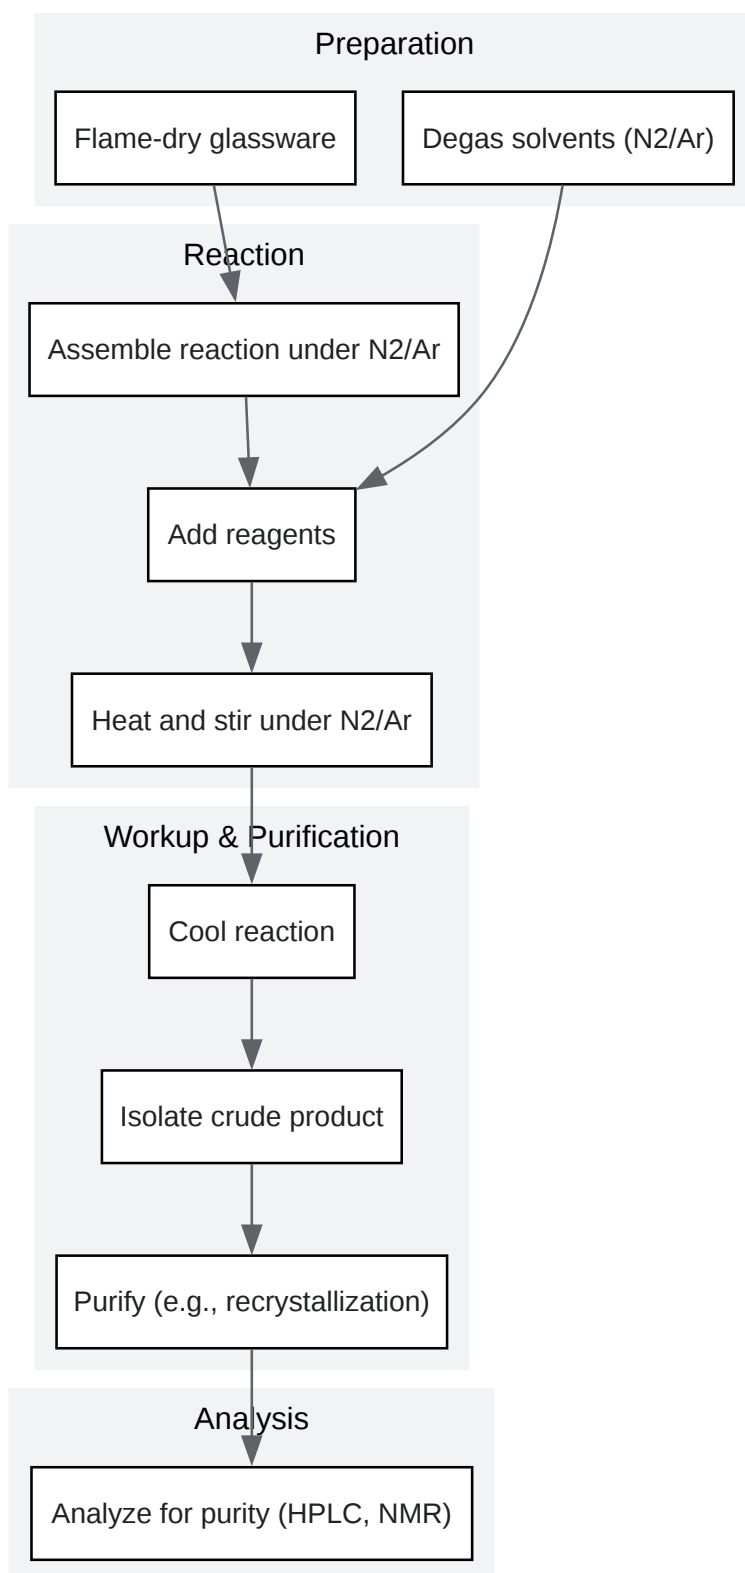 Preparation
Flame-dry glassware
Degas solvents (N2/Ar)
Reaction
Assemble reaction under N2/Ar
Add reagents
Heat and stir under N2/Ar
Workup & Purification
Cool reaction
Isolate crude product
Purify (e.g., recrystallization)
Analysis
Analyze for purity (HPLC, NMR)